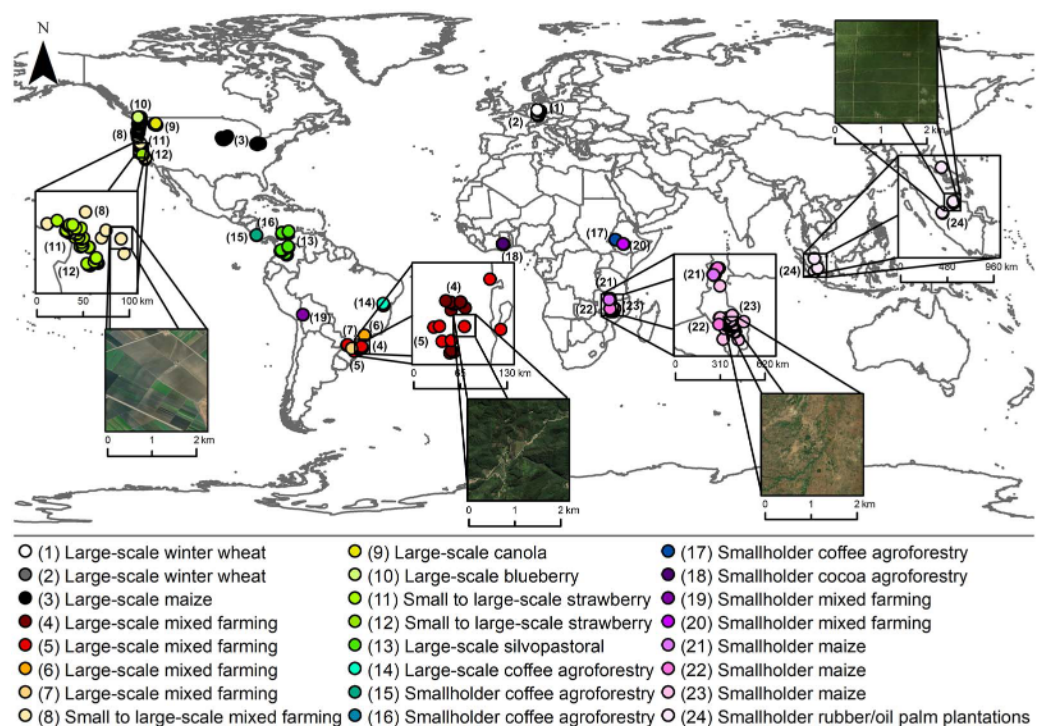 N
(10)
(9)
(8)
(11)
(12)
(3)
(1)
(2)
0 1 2 km
(8)
(11)
(12)
0 50 100 km
(16)
(15)
(13)
(17)
(20)
(18)
(24)
0 480 960 km
(24)
(14)
(19)
(7)
(6)
(4)
(5)
(4)
(5)
0 65 130 km
(21)
(22)
(23)
(21)
(23)
(22)
0 310 620 km
0 1 2 km
0 1 2 km
0 1 2 km
(1) Large-scale winter wheat
(2) Large-scale winter wheat
(3) Large-scale maize
(4) Large-scale mixed farming
(5) Large-scale mixed farming
(6) Large-scale mixed farming
(7) Large-scale mixed farming
(8) Small to large-scale mixed farming
(9) Large-scale canola
(10) Large-scale blueberry
(11) Small to large-scale strawberry
(12) Small to large-scale strawberry
(13) Large-scale silvopastoral
(14) Large-scale coffee agroforestry
(15) Smallholder coffee agroforestry
(16) Smallholder coffee agroforestry
(17) Smallholder coffee agroforestry
(18) Smallholder cocoa agroforestry
(19) Smallholder mixed farming
(20) Smallholder mixed farming
(21) Smallholder maize
(22) Smallholder maize
(23) Smallholder maize
(24) Smallholder rubber/oil palm plantations